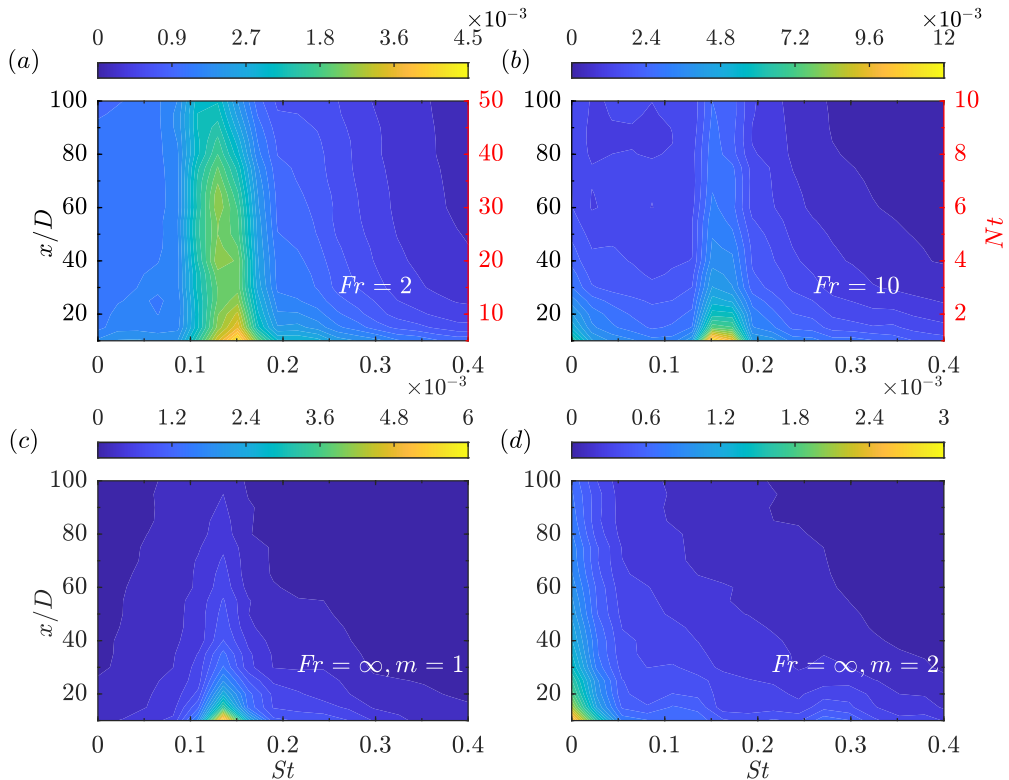 ×10⁻³ ×10⁻³
(a) 0 0.9 2.7 1.8 3.6 4.5 (b) 0 2.4 4.8 7.2 9.6 12
100 50 100 10
80 40 80 8
x/D 60 30 60 6 Nt
40 20 40 4
Fr = 2 Fr = 10
20 10 20 2
0 0.1 0.2 0.3 0.4 0 0.1 0.2 0.3 0.4
×10⁻³ ×10⁻³
(c) 0 1.2 2.4 3.6 4.8 6 (d) 0 0.6 1.2 1.8 2.4 3
100 100
80 80
x/D 60 60
40 40
Fr = ∞, m = 1 Fr = ∞, m = 2
20 20
0 0.1 0.2 0.3 0.4 0 0.1 0.2 0.3 0.4
St St